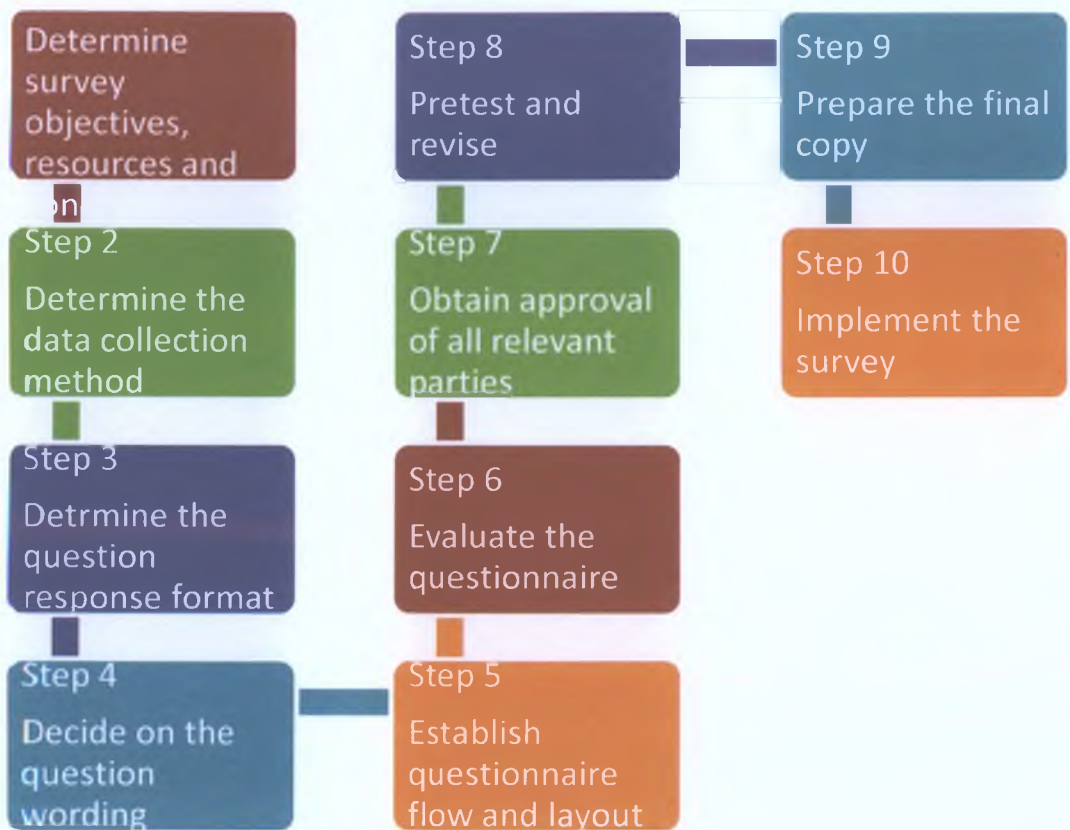 Determine
survey
objectives,
resources and
on
Step 2
Determine the
data collection
method
Step 3
Detrmine the
question
response format
Step 4
Decide on the
question
wording
Step 5
Establish
questionnaire
flow and layout
Step 6
Evaluate the
questionnaire
Step 7
Obtain approval
of all relevant
parties
Step 8
Pretest and
revise
Step 9
Prepare the final
copy
Step 10
Implement the
survey